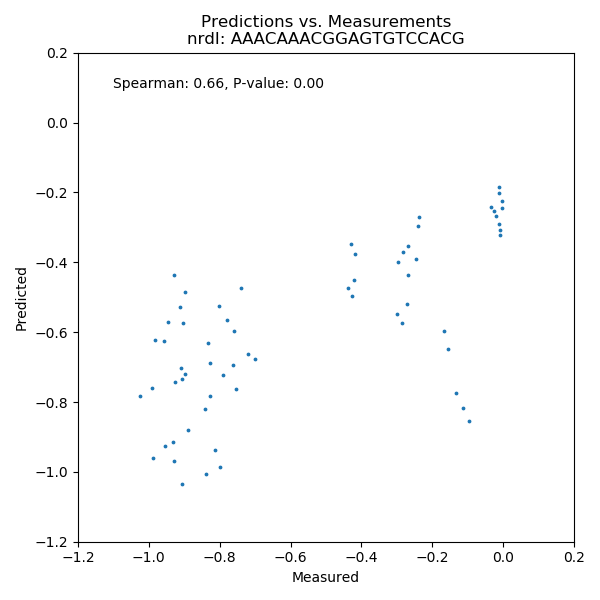 Predictions vs. Measurements
nrdI: AAACAAACGGAGTGTCCACG
Spearman: 0.66, P-value: 0.00
0.2
0.0
−0.2
−0.4
−0.6
−0.8
−1.0
−1.2
Predicted
−1.2 −1.0 −0.8 −0.6 −0.4 −0.2 0.0 0.2
Measured